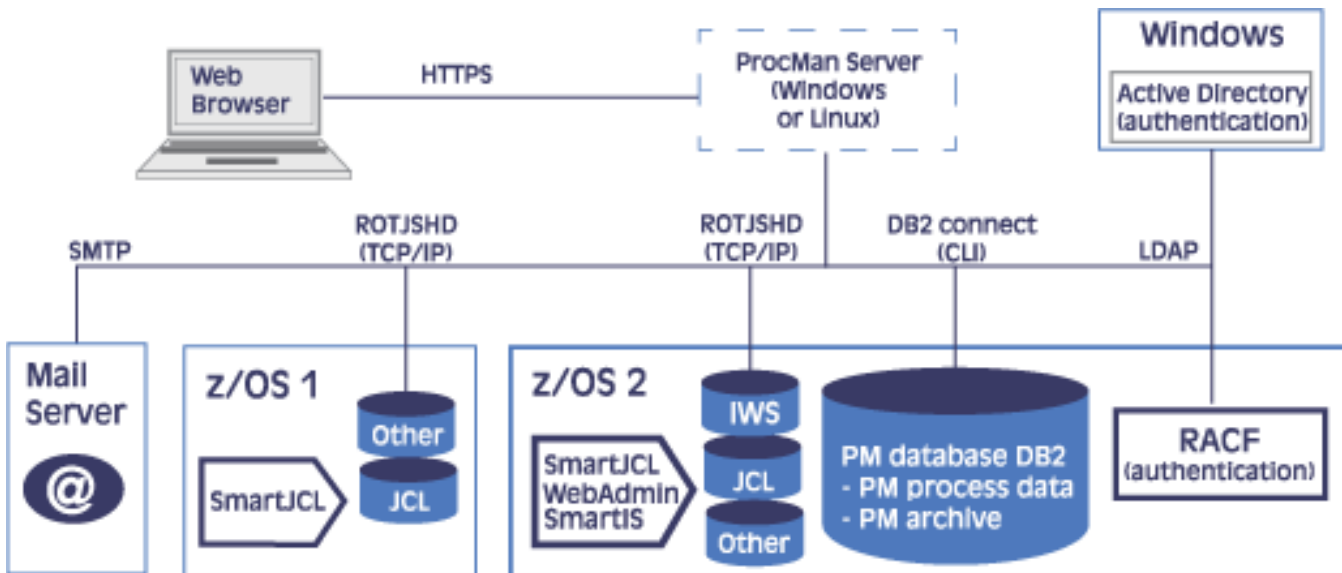 Web
Browser
HTTPS
ProcMan Server
(Windows
or Linux)
Windows
Active Directory
(authentication)
SMTP
ROTJSHD
(TCP/IP)
ROTJSHD
(TCP/IP)
DB2 connect
(CLI)
LDAP
Mail
Server
@
z/OS 1
SmartJCL
Other
JCL
z/OS 2
SmartJCL
WebAdmin
SmartIS
IWS
JCL
Other
PM database DB2
- PM process data
- PM archive
RACF
(authentication)